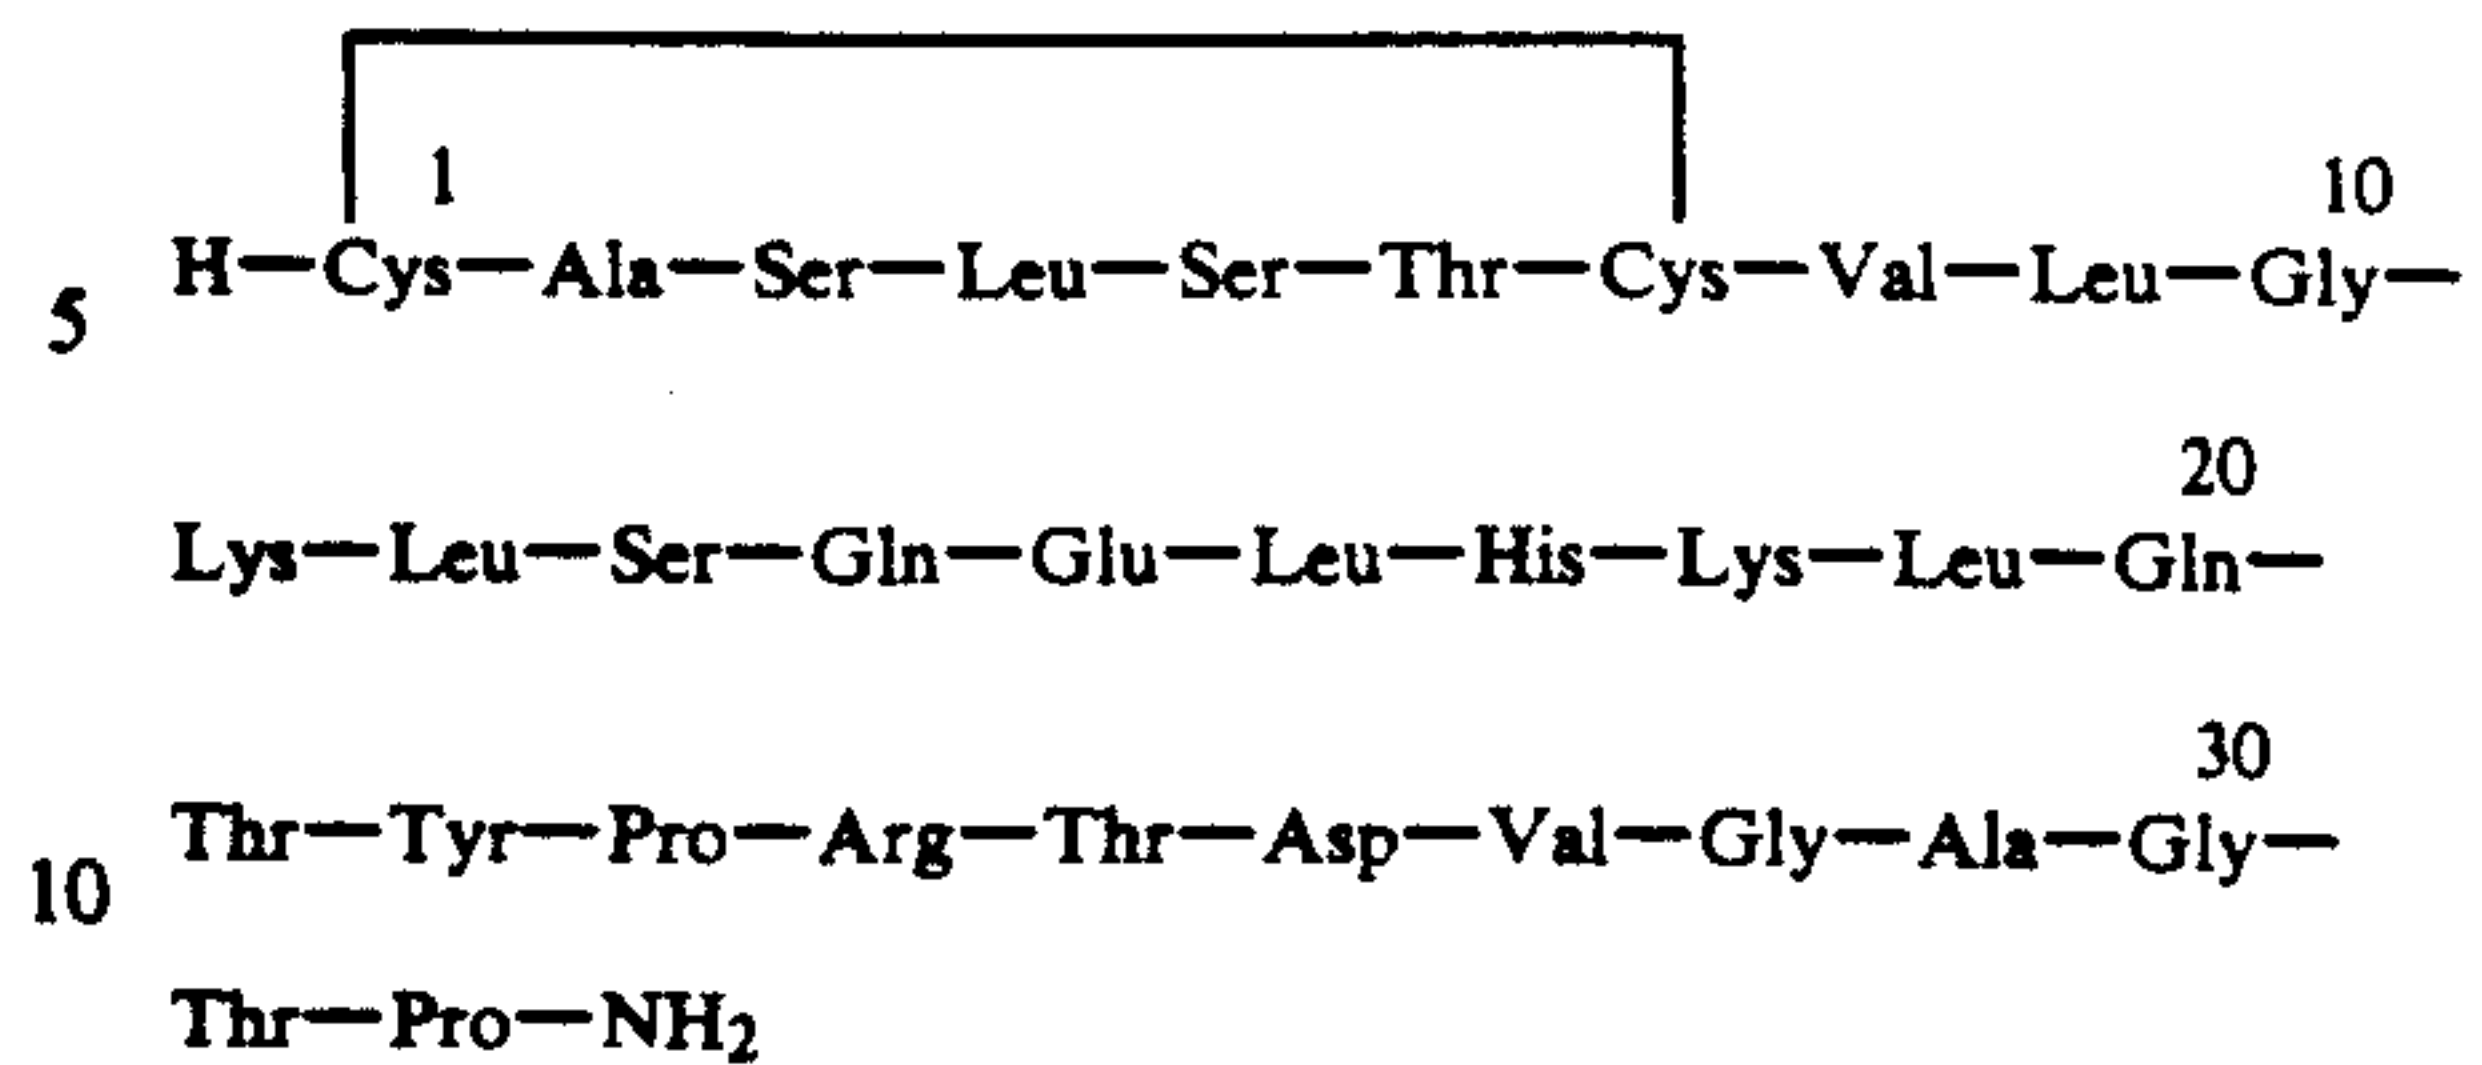 1 10
5 H—Cys—Ala—Ser—Leu—Ser—Thr—Cys—Val—Leu—Gly—
20
Lys—Leu—Ser—Gln—Glu—Leu—His—Lys—Leu—Gln—
30
10 Thr—Tyr—Pro—Arg—Thr—Asp—Val—Gly—Ala—Gly—
Thr—Pro—NH₂